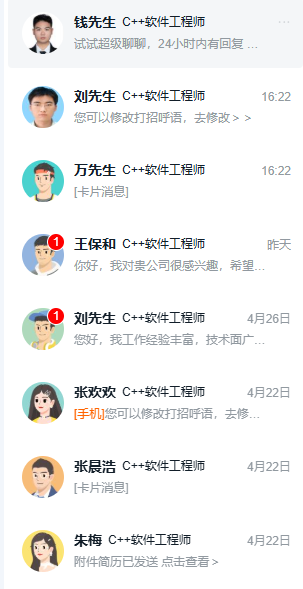 钱先生 C++软件工程师 ...
试试超级聊聊，24小时内有回复 ...
刘先生 C++软件工程师 16:22
您可以修改打招呼语，去修改 > >
万先生 C++软件工程师 16:22
[卡片消息]
1
王保和 C++软件工程师 昨天
你好，我对贵公司很感兴趣，希望...
1
刘先生 C++软件工程师 4月26日
您好，我工作经验丰富，技术面广...
张欢欢 C++软件工程师 4月22日
[手机]您可以修改打招呼语，去修...
张晨浩 C++软件工程师 4月22日
[卡片消息]
朱梅 C++软件工程师 4月22日
附件简历已发送 点击查看 >